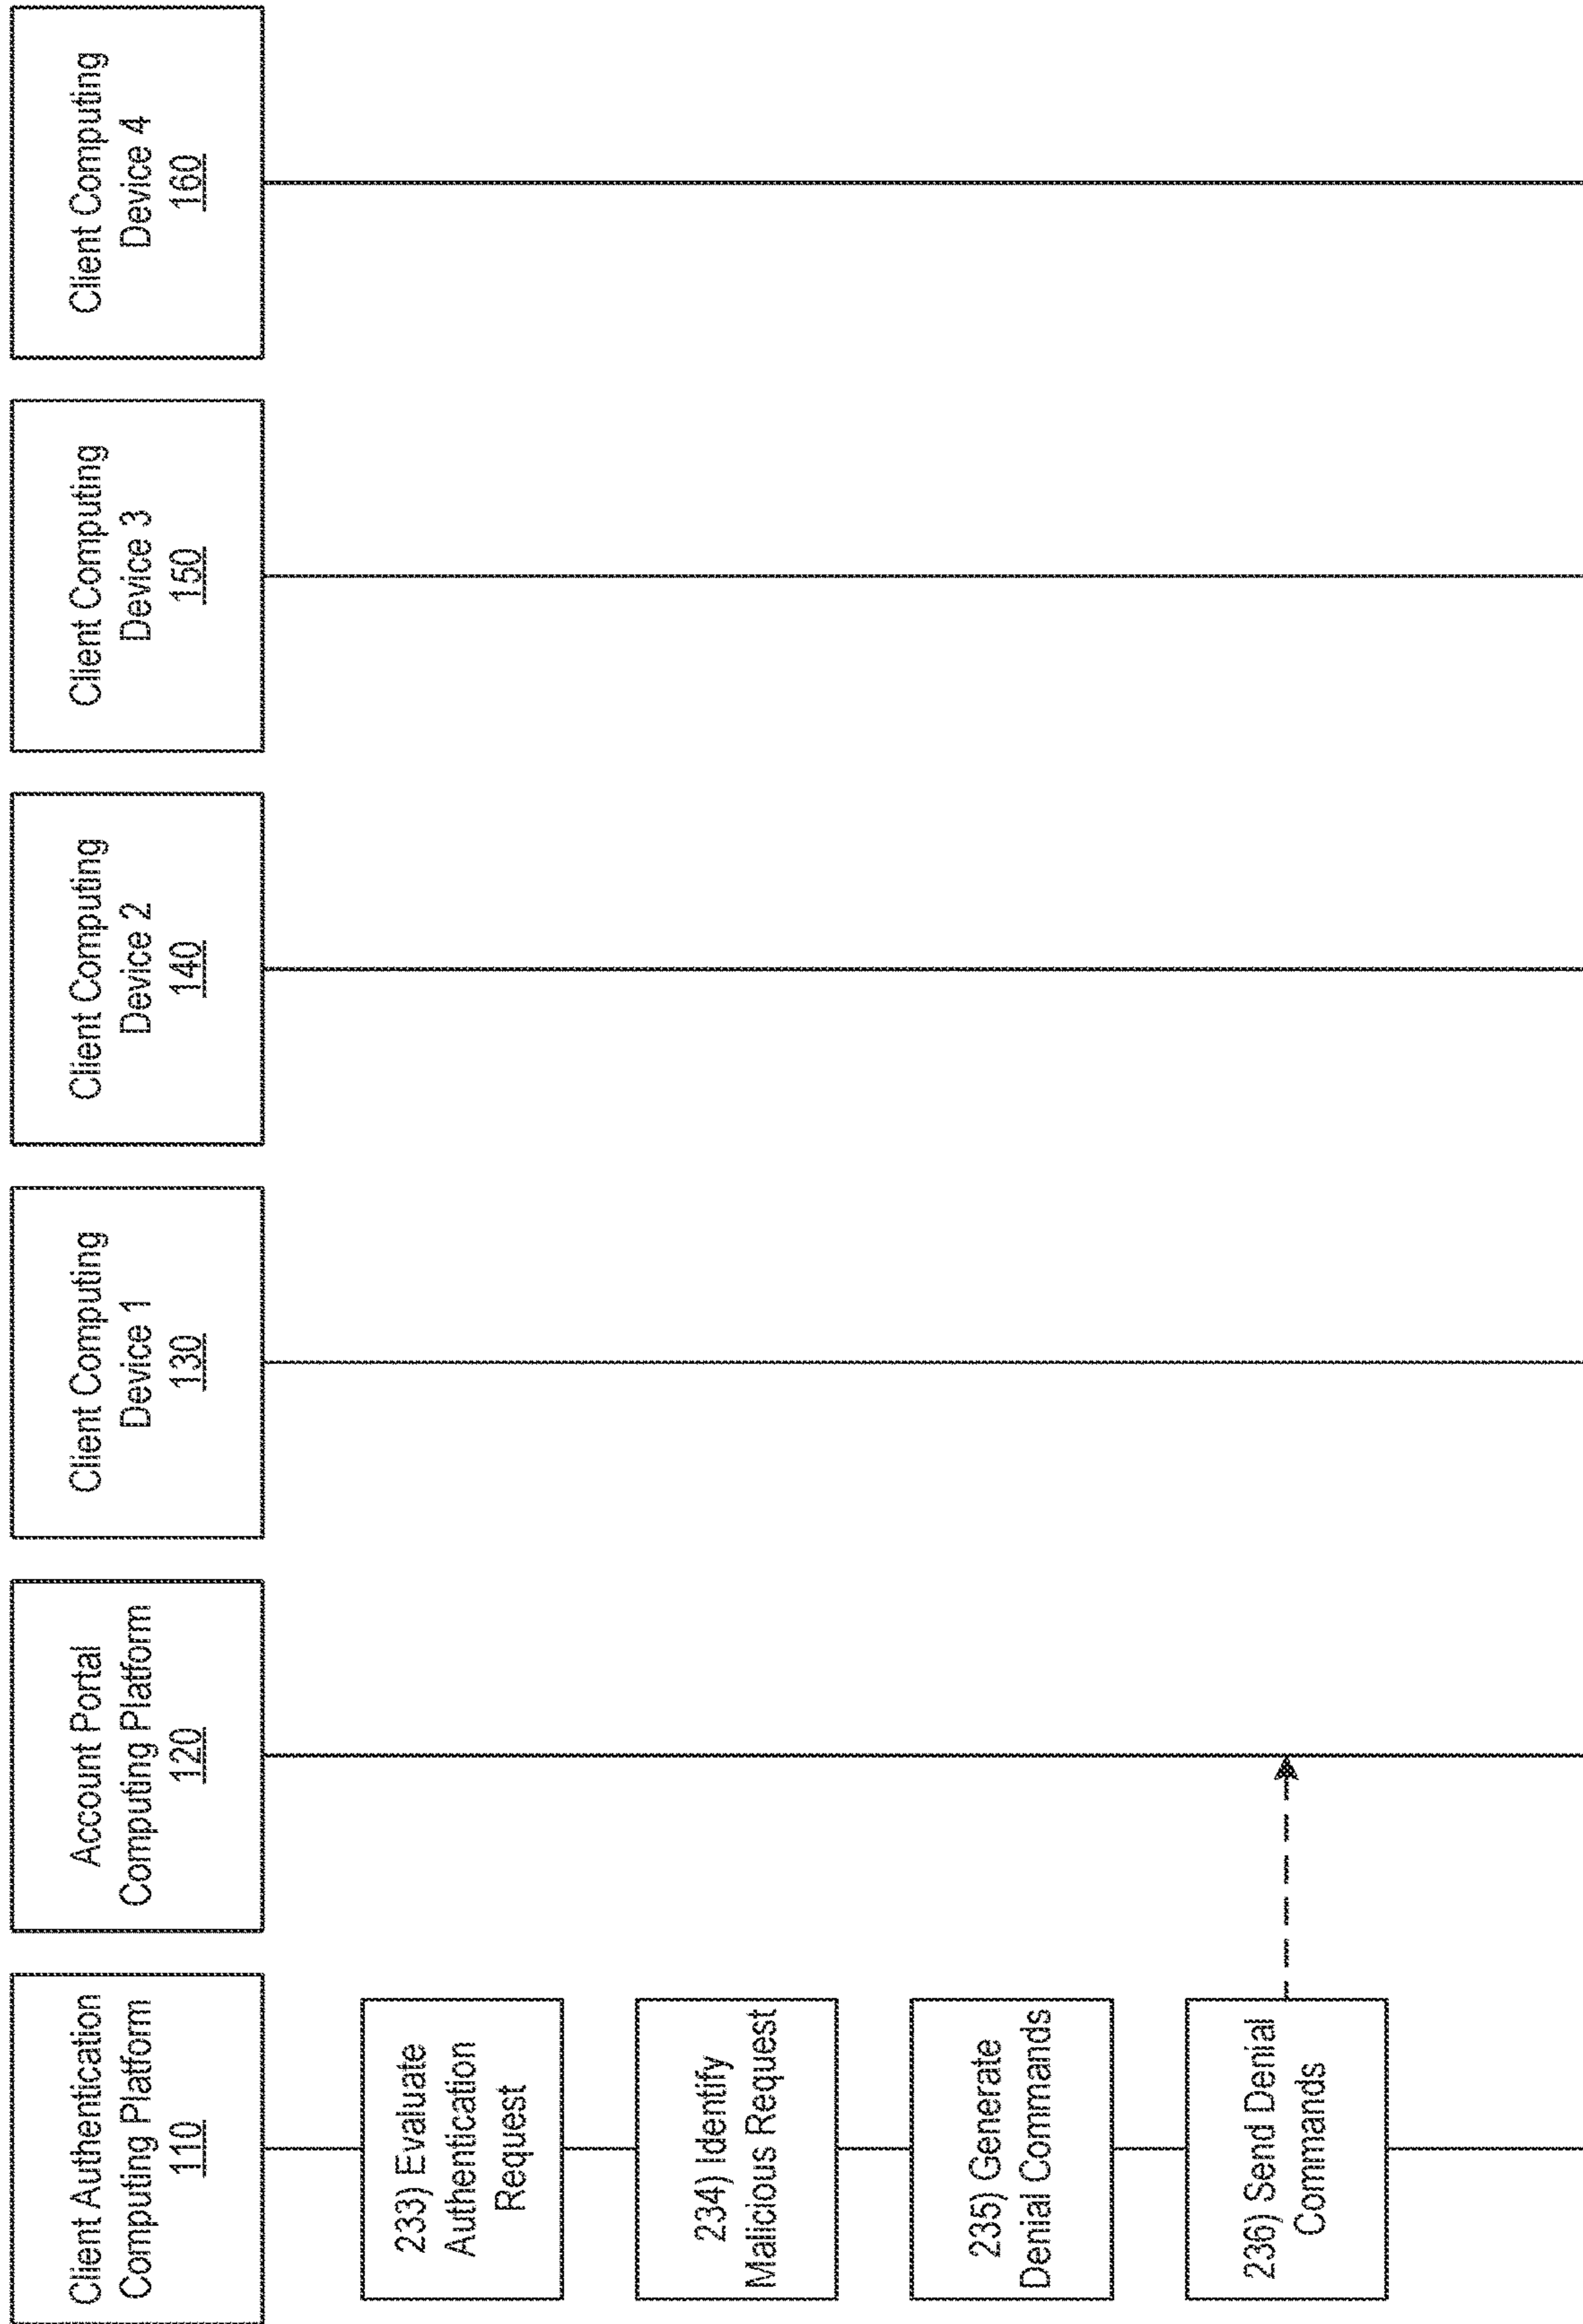 Client Authentication
Computing Platform
110
Account Portal
Computing Platform
120
Client Computing
Device 1
130
Client Computing
Device 2
140
Client Computing
Device 3
150
Client Computing
Device 4
160
233) Evaluate
Authentication
Request
234) Identify
Malicious Request
235) Generate
Denial Commands
236) Send Denial
Commands